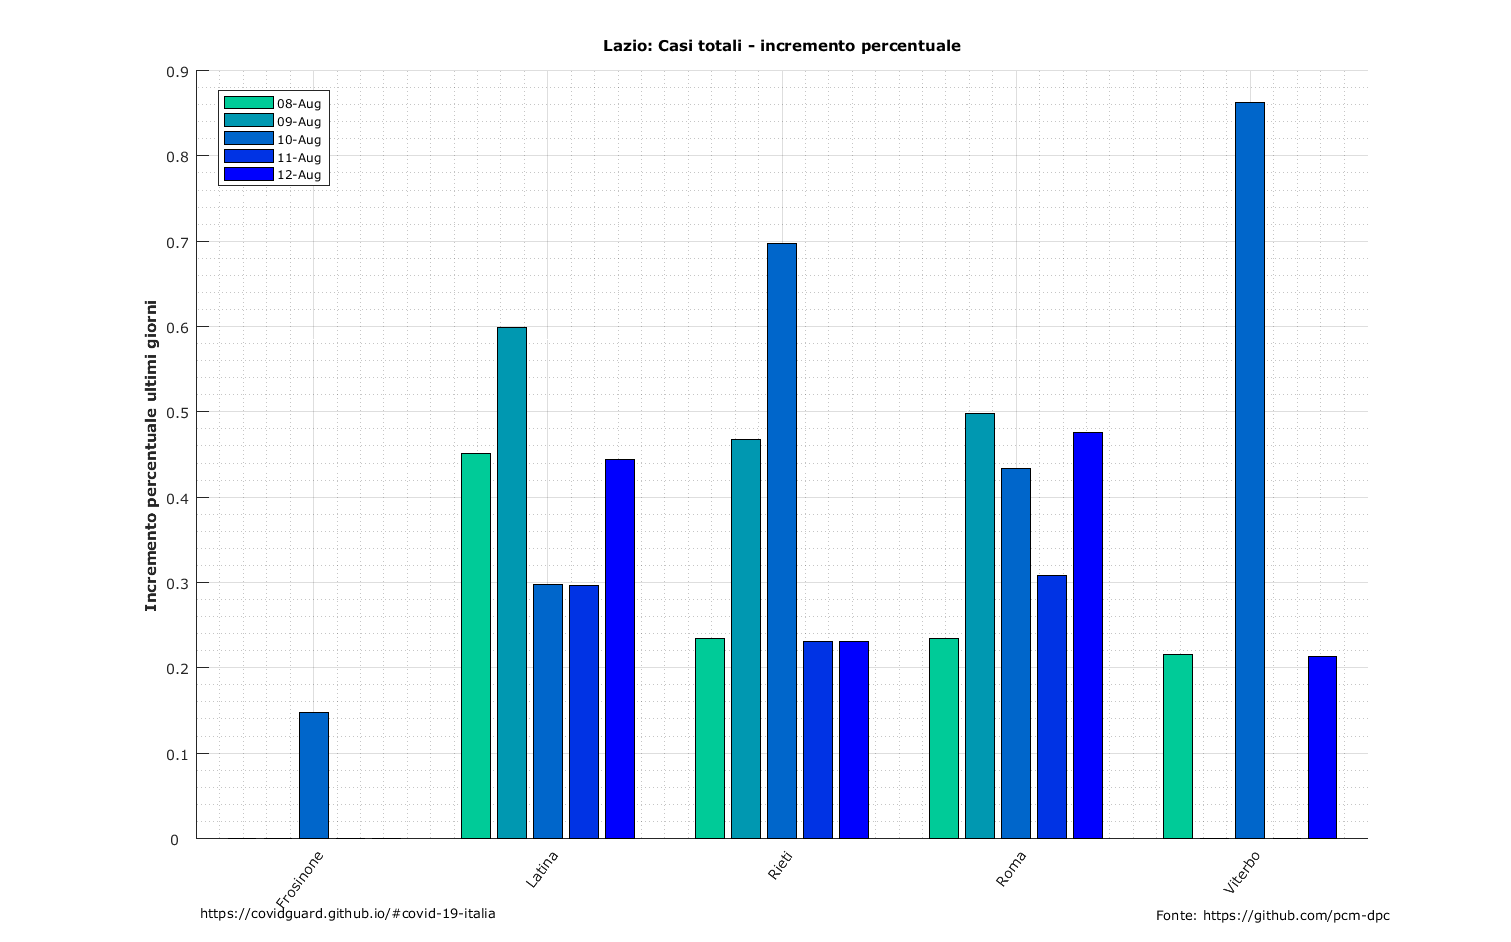 Lazio: Casi totali - incremento percentuale
Incremento percentuale ultimi giorni
0.9
0.8
0.7
0.6
0.5
0.4
0.3
0.2
0.1
0
08-Aug
09-Aug
10-Aug
11-Aug
12-Aug
Frosinone
Latina
Rieti
Roma
Viterbo
https://covidguard.github.io/#covid-19-italia
Fonte: https://github.com/pcm-dpc